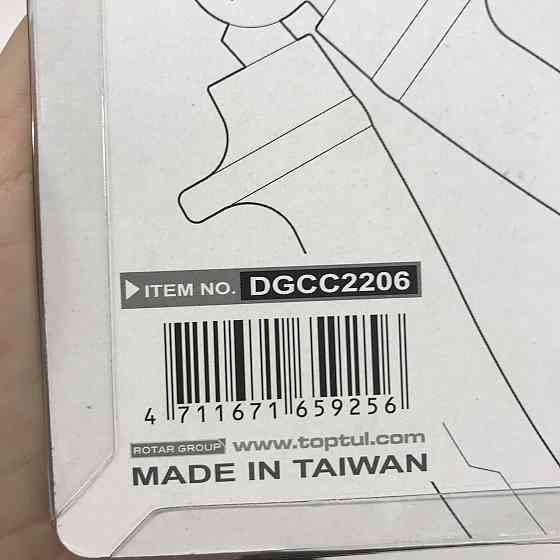 ITEM NO. DGCC2206
4 711671 659256
ROTAR GROUP www.toptul.com
MADE IN TAIWAN